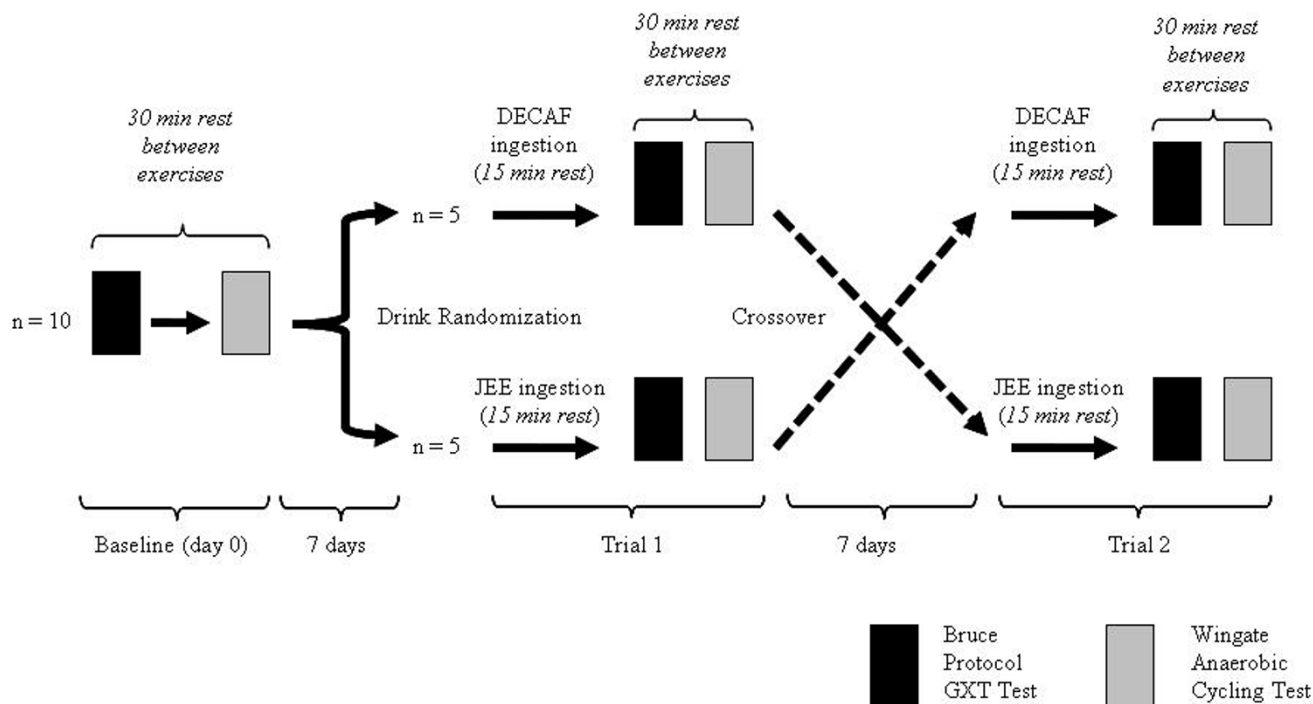 30 min rest
between
exercises
n = 10
Baseline (day 0)
7 days
Drink Randomization
n = 5
DECAF
ingestion
(15 min rest)
30 min rest
between
exercises
n = 5
JEE ingestion
(15 min rest)
Trial 1
Crossover
7 days
DECAF
ingestion
(15 min rest)
30 min rest
between
exercises
JEE ingestion
(15 min rest)
Trial 2
Bruce
Protocol
GXT Test
Wingate
Anaerobic
Cycling Test